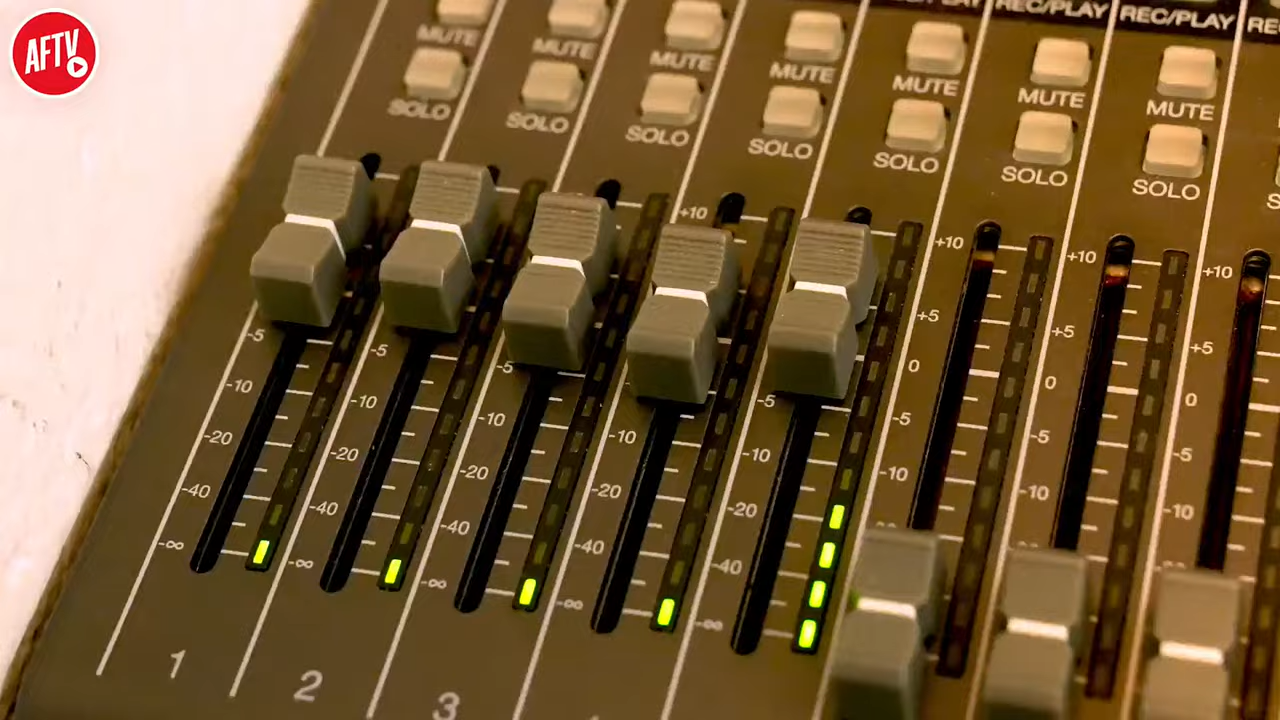 AFTV
REC/PLAY REC/PLAY
MUTE MUTE MUTE MUTE MUTE MUTE MUTE
SOLO SOLO SOLO SOLO SOLO SOLO SOLO
+10 +10 +10 +10
+5 +5 +5
0 0 0
-5 -5 -5 -5 -5 -5 -5
-10 -10 -10 -10 -10 -10 -10 -10
-20 -20 -20 -20 -20
-40 -40 -40 -40 -40
-∞ -∞ -∞ -∞ -∞
1 2 3